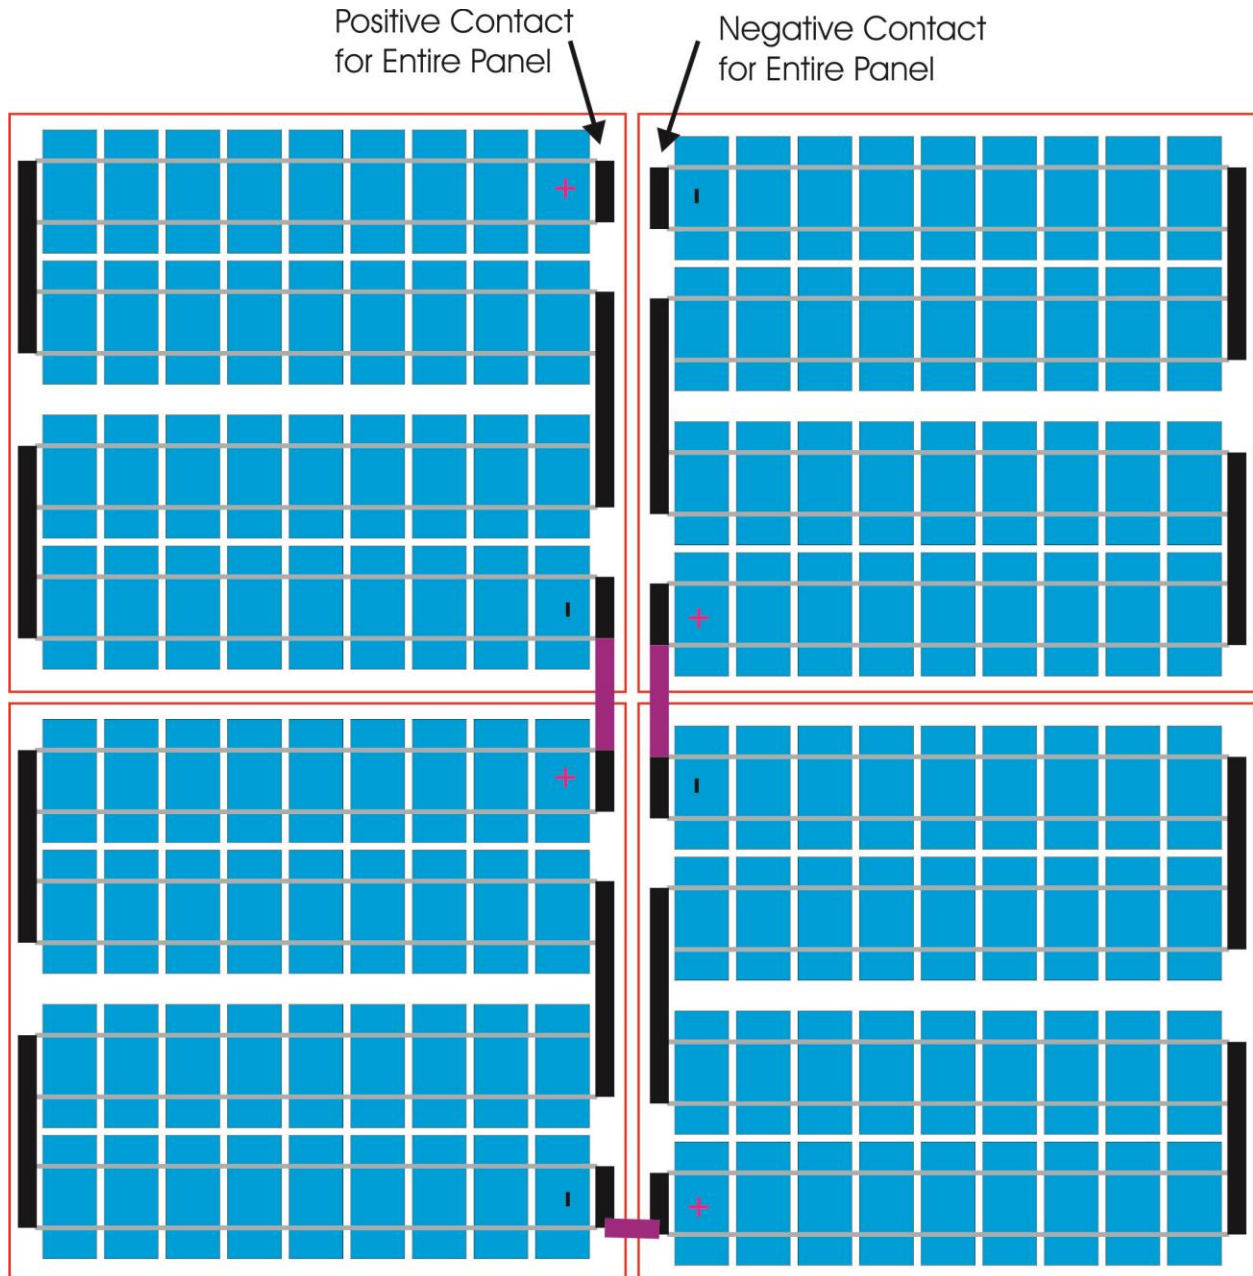 Positive Contact
for Entire Panel
Negative Contact
for Entire Panel
+
-
-
+
+
-
-
+